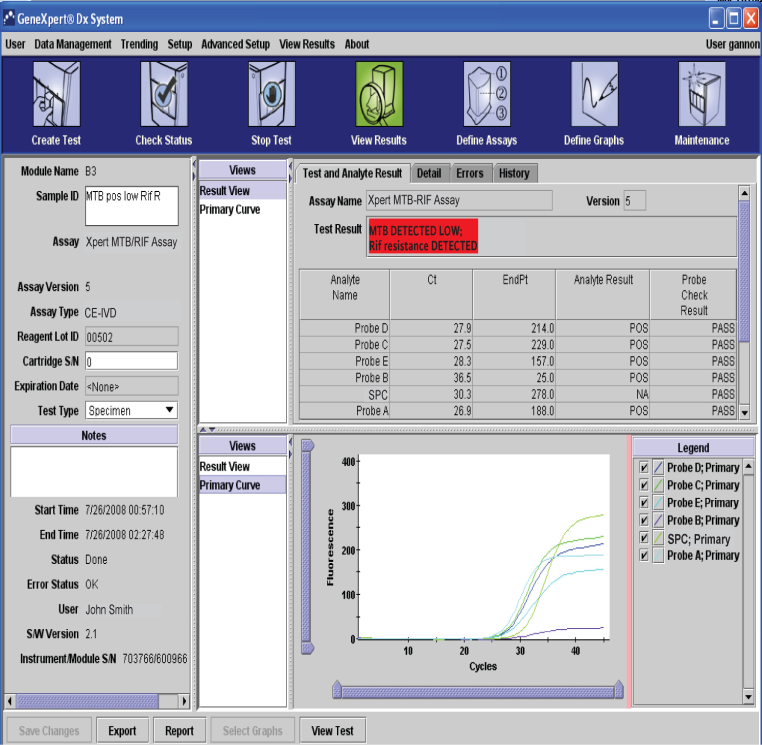 GeneXpert® Dx System
User Data Management Trending Setup Advanced Setup View Results About User gannon
① ② ③
Create Test Check Status Stop Test View Results Define Assays Define Graphs Maintenance
Module Name B3
Sample ID MTB pos low Rif R
Assay Xpert MTB/RIF Assay
Assay Version 5
Assay Type CE-IVD
Reagent Lot ID 00502
Cartridge S/N 0
Expiration Date <None>
Test Type Specimen
Notes
Start Time 7/26/2008 00:57:10
End Time 7/26/2008 02:27:48
Status Done
Error Status OK
User John Smith
S/W Version 2.1
Instrument/Module S/N 703766/600966
Views
Result View
Primary Curve
Test and Analyte Result Detail Errors History
Assay Name Xpert MTB-RIF Assay Version 5
Test Result MTB DETECTED LOW;
Rif resistance DETECTED
Analyte Name Ct EndPt Analyte Result Probe Check Result
Probe D 27.9 214.0 POS PASS
Probe C 27.5 229.0 POS PASS
Probe E 28.3 157.0 POS PASS
Probe B 36.5 25.0 POS PASS
SPC 30.3 278.0 NA PASS
Probe A 26.9 188.0 POS PASS
Views
Result View
Primary Curve
400
300
200
100
0
Fluorescence
10 20 30 40
Cycles
Legend
Probe D; Primary
Probe C; Primary
Probe E; Primary
Probe B; Primary
SPC; Primary
Probe A; Primary
Save Changes Export Report Select Graphs View Test